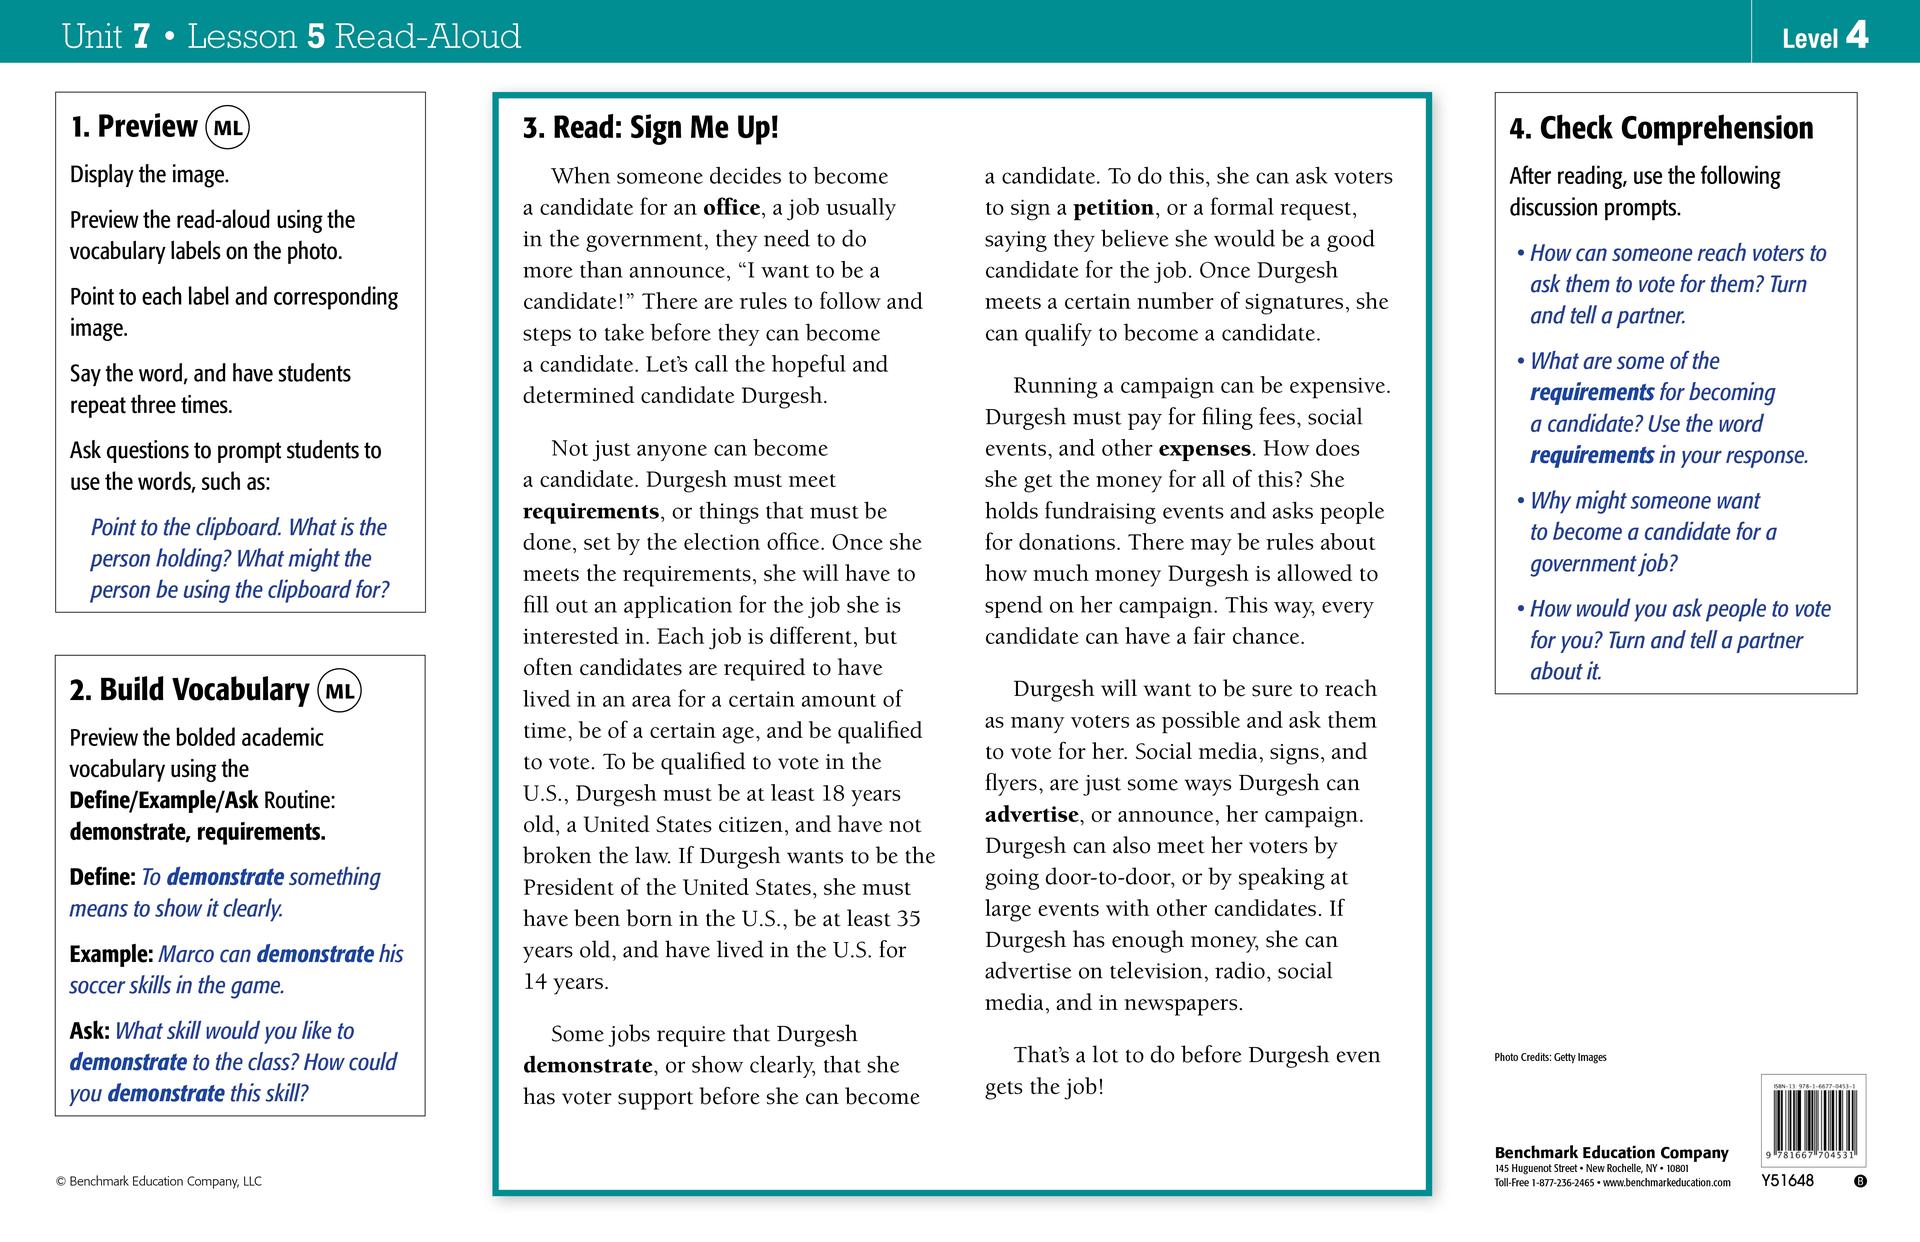 Unit 7 • Lesson 5 Read-Aloud
Level 4
1. Preview ML
Display the image.
Preview the read-aloud using the
vocabulary labels on the photo.
Point to each label and corresponding
image.
Say the word, and have students
repeat three times.
Ask questions to prompt students to
use the words, such as:
Point to the clipboard. What is the
person holding? What might the
person be using the clipboard for?
2. Build Vocabulary ML
Preview the bolded academic
vocabulary using the
Define/Example/Ask Routine:
demonstrate, requirements.
Define: To demonstrate something
means to show it clearly.
Example: Marco can demonstrate his
soccer skills in the game.
Ask: What skill would you like to
demonstrate to the class? How could
you demonstrate this skill?
© Benchmark Education Company, LLC
3. Read: Sign Me Up!
When someone decides to become
a candidate for an office, a job usually
in the government, they need to do
more than announce, “I want to be a
candidate!” There are rules to follow and
steps to take before they can become
a candidate. Let’s call the hopeful and
determined candidate Durgesh.
Not just anyone can become
a candidate. Durgesh must meet
requirements, or things that must be
done, set by the election office. Once she
meets the requirements, she will have to
fill out an application for the job she is
interested in. Each job is different, but
often candidates are required to have
lived in an area for a certain amount of
time, be of a certain age, and be qualified
to vote. To be qualified to vote in the
U.S., Durgesh must be at least 18 years
old, a United States citizen, and have not
broken the law. If Durgesh wants to be the
President of the United States, she must
have been born in the U.S., be at least 35
years old, and have lived in the U.S. for
14 years.
Some jobs require that Durgesh
demonstrate, or show clearly, that she
has voter support before she can become
a candidate. To do this, she can ask voters
to sign a petition, or a formal request,
saying they believe she would be a good
candidate for the job. Once Durgesh
meets a certain number of signatures, she
can qualify to become a candidate.
Running a campaign can be expensive.
Durgesh must pay for filing fees, social
events, and other expenses. How does
she get the money for all of this? She
holds fundraising events and asks people
for donations. There may be rules about
how much money Durgesh is allowed to
spend on her campaign. This way, every
candidate can have a fair chance.
Durgesh will want to be sure to reach
as many voters as possible and ask them
to vote for her. Social media, signs, and
flyers, are just some ways Durgesh can
advertise, or announce, her campaign.
Durgesh can also meet her voters by
going door-to-door, or by speaking at
large events with other candidates. If
Durgesh has enough money, she can
advertise on television, radio, social
media, and in newspapers.
That’s a lot to do before Durgesh even
gets the job!
4. Check Comprehension
After reading, use the following
discussion prompts.
• How can someone reach voters to
ask them to vote for them? Turn
and tell a partner.
• What are some of the
requirements for becoming
a candidate? Use the word
requirements in your response.
• Why might someone want
to become a candidate for a
government job?
• How would you ask people to vote
for you? Turn and tell a partner
about it.
Photo Credits: Getty Images
Benchmark Education Company
145 Huguenot Street • New Rochelle, NY • 10801
Toll-Free 1-877-236-2465 • www.benchmarkeducation.com
ISBN-13 978-1-6677-0453-1
9 781667 704531
Y51648 B